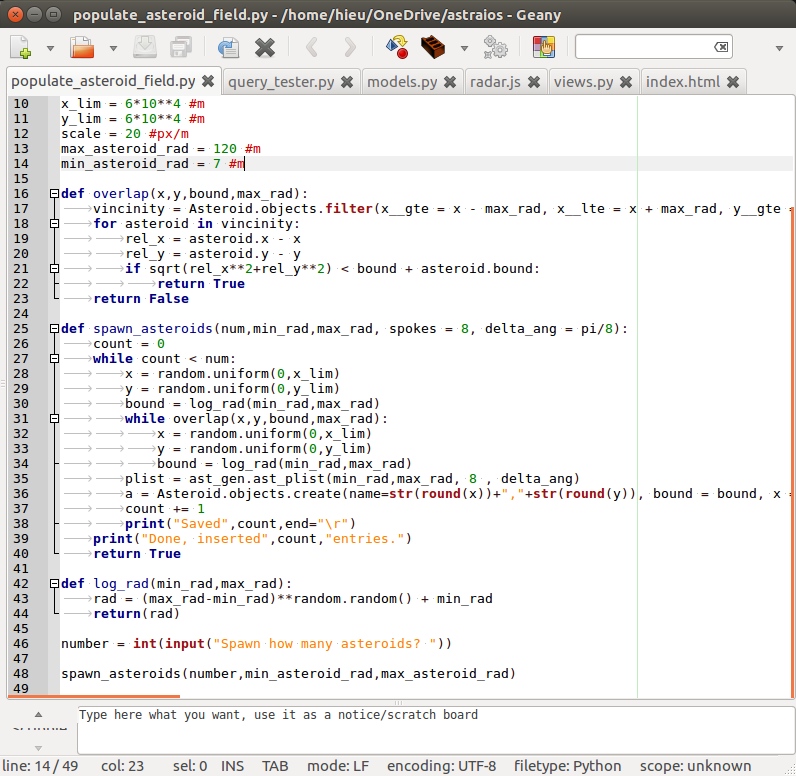 populate_asteroid_field.py - /home/hieu/OneDrive/astraios - Geany
populate_asteroid_field.py query_tester.py models.py radar.js views.py index.html
10 x_lim = 6*10**4 #m
11 y_lim = 6*10**4 #m
12 scale = 20 #px/m
13 max_asteroid_rad = 120 #m
14 min_asteroid_rad = 7 #m
15
16 def overlap(x,y,bound,max_rad):
17 vincinity = Asteroid.objects.filter(x__gte = x - max_rad, x__lte = x + max_rad, y__gte =
18 for asteroid in vincinity:
19 rel_x = asteroid.x - x
20 rel_y = asteroid.y - y
21 if sqrt(rel_x**2+rel_y**2) < bound + asteroid.bound:
22 return True
23 return False
24
25 def spawn_asteroids(num,min_rad,max_rad, spokes = 8, delta_ang = pi/8):
26 count = 0
27 while count < num:
28 x = random.uniform(0,x_lim)
29 y = random.uniform(0,y_lim)
30 bound = log_rad(min_rad,max_rad)
31 while overlap(x,y,bound,max_rad):
32 x = random.uniform(0,x_lim)
33 y = random.uniform(0,y_lim)
34 bound = log_rad(min_rad,max_rad)
35 plist = ast_gen.ast_plist(min_rad,max_rad, 8 , delta_ang)
36 a = Asteroid.objects.create(name=str(round(x))+","+str(round(y)), bound = bound, x =
37 count += 1
38 print("Saved",count,end="\r")
39 print("Done, inserted",count,"entries.")
40 return True
41
42 def log_rad(min_rad,max_rad):
43 rad = (max_rad-min_rad)**random.random() + min_rad
44 return(rad)
45
46 number = int(input("Spawn how many asteroids? "))
47
48 spawn_asteroids(number,min_asteroid_rad,max_asteroid_rad)
49
Type here what you want, use it as a notice/scratch board
line: 14 / 49 col: 23 sel: 0 INS TAB mode: LF encoding: UTF-8 filetype: Python scope: unknown